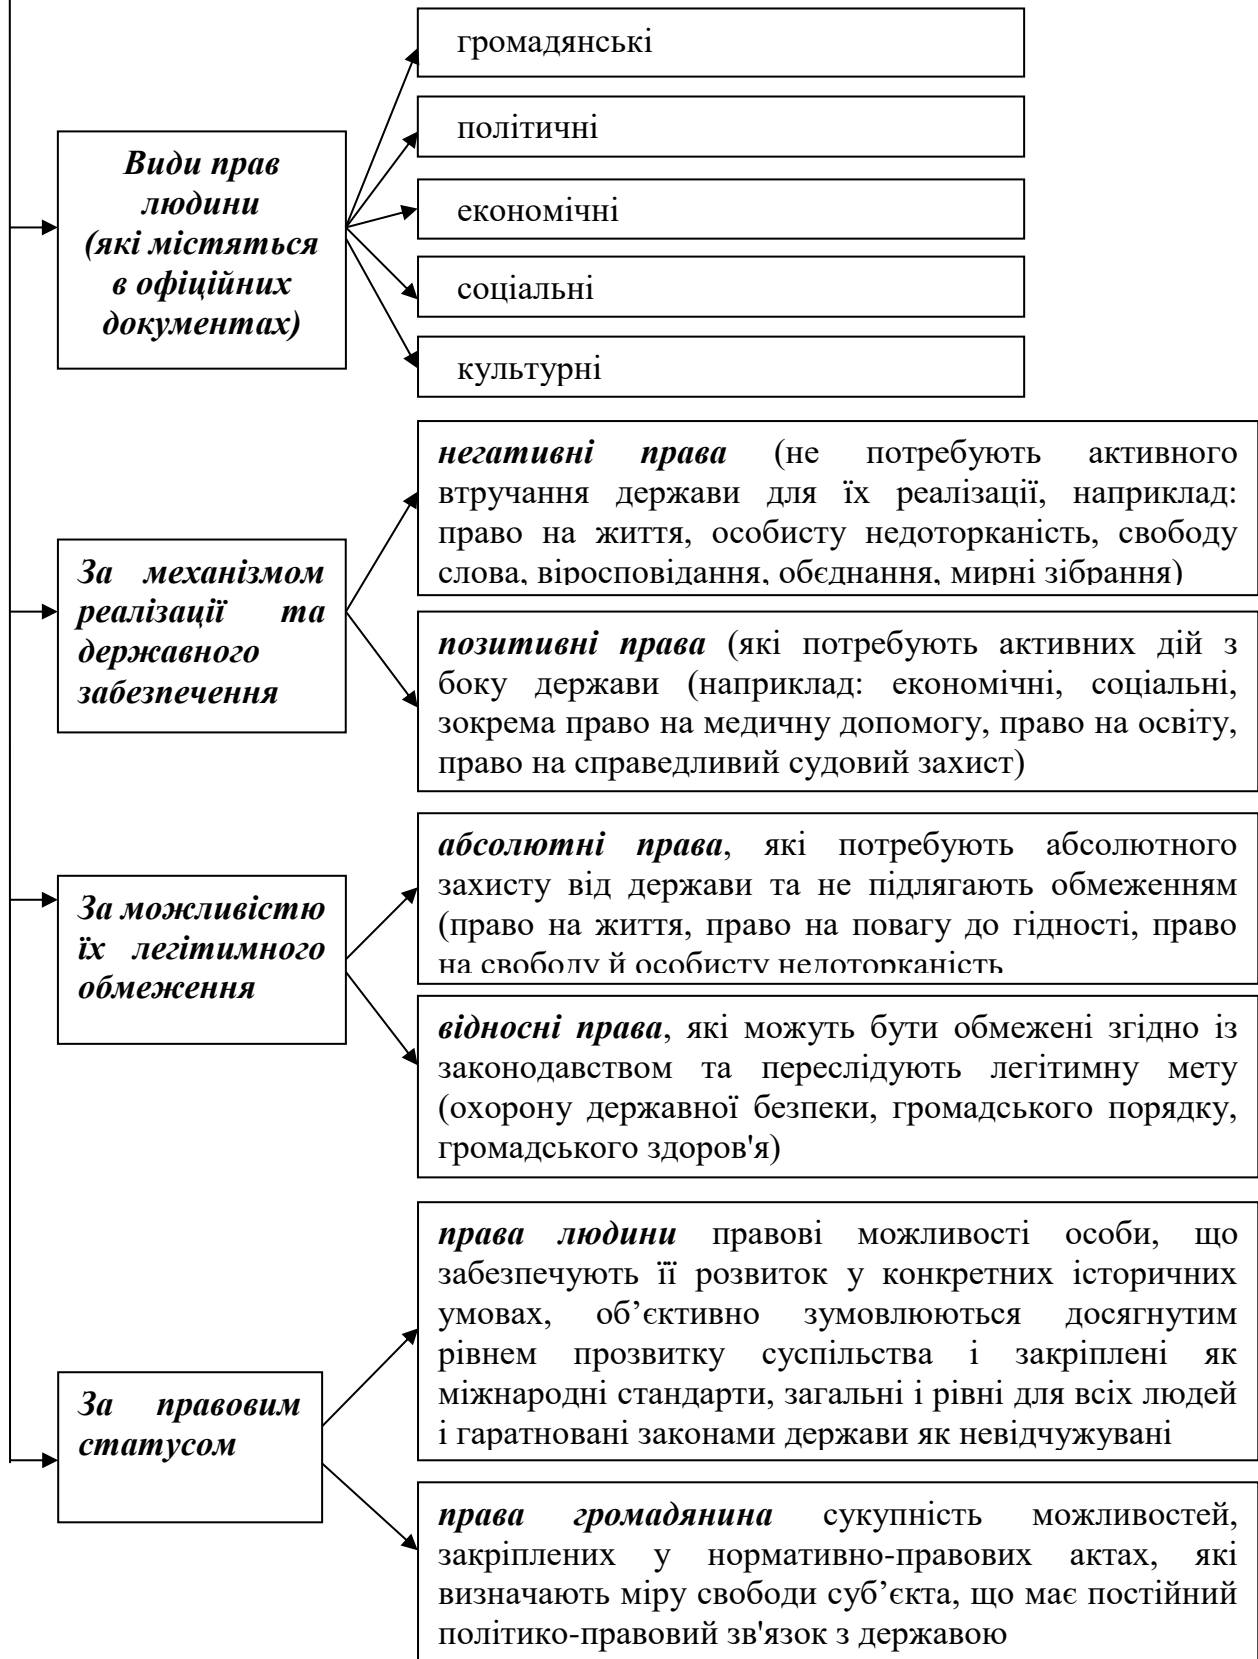 громадянські
політичні
Види прав
людини
(які містяться
в офіційних
документах)
економічні
соціальні
культурні
негативні права (не потребують активного
втручання держави для їх реалізації, наприклад:
право на життя, особисту недоторканість, свободу
слова, віросповідання, обєднання, мирні зібрання)
За механізмом
реалізації та
державного
забезпечення
позитивні права (які потребують активних дій з
боку держави (наприклад: економічні, соціальні,
зокрема право на медичну допомогу, право на освіту,
право на справедливий судовий захист)
абсолютні права, які потребують абсолютного
захисту від держави та не підлягають обмеженням
(право на життя, право на повагу до гідності, право
на свободу й особисту недоторканість
За можливістю
їх легітимного
обмеження
відносні права, які можуть бути обмежені згідно із
законодавством та переслідують легітимну мету
(охорону державної безпеки, громадського порядку,
громадського здоров'я)
права людини правові можливості особи, що
забезпечують її розвиток у конкретних історичних
умовах, об’єктивно зумовлюються досягнутим
рівнем прозвитку суспільства і закріплені як
міжнародні стандарти, загальні і рівні для всіх людей
і гаратновані законами держави як невідчужувані
За правовим
статусом
права громадянина сукупність можливостей,
закріплених у нормативно-правових актах, які
визначають міру свободи суб’єкта, що має постійний
політико-правовий зв'язок з державою